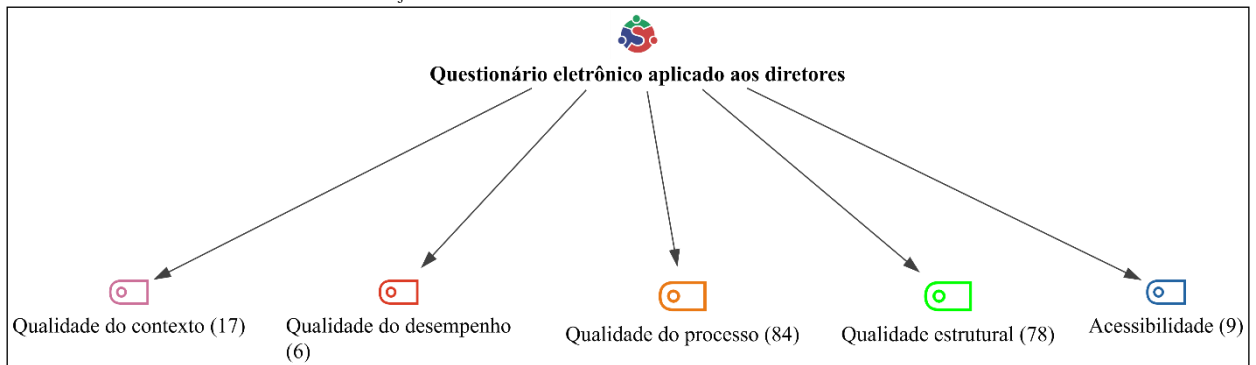 Questionário eletrônico aplicado aos diretores
Qualidade do contexto (17)
Qualidade do desempenho
(6)
Qualidade do processo (84)
Qualidade estrutural (78)
Acessibilidade (9)